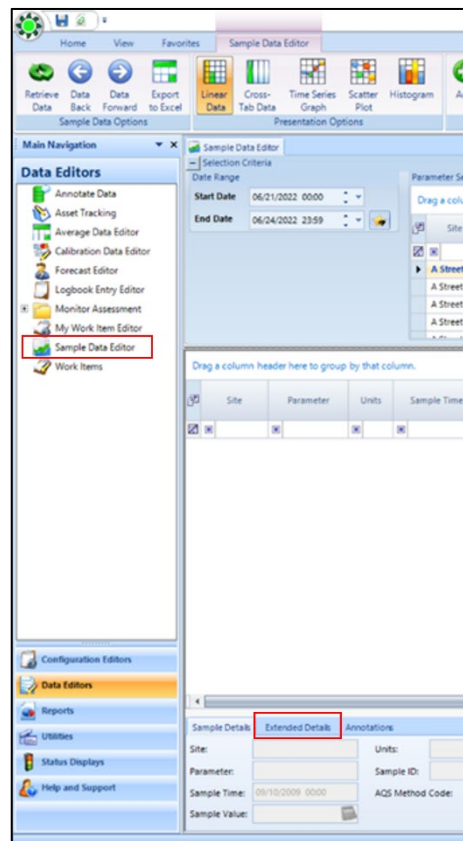 Home View Favorites Sample Data Editor
Retrieve Data Data Back Data Forward Export to Excel Linear Data Cross-Tab Data Time Series Graph Scatter Plot Histogram
Sample Data Options Presentation Options
Main Navigation
Data Editors
Annotate Data
Asset Tracking
Average Data Editor
Calibration Data Editor
Forecast Editor
Logbook Entry Editor
Monitor Assessment
My Work Item Editor
Sample Data Editor
Work Items
Configuration Editors
Data Editors
Reports
Utilities
Status Displays
Help and Support
Sample Data Editor
Selection Criteria
Date Range
Start Date 06/21/2022 00:00
End Date 06/24/2022 23:59
Parameter Se
Drag a colu
Site
A Street
A Street
A Street
A Street
Drag a column header here to group by that column.
Site Parameter Units Sample Time
Sample Details Extended Details Annotations
Site: Units:
Parameter: Sample ID:
Sample Time: 09/10/2009 00:00 AQS Method Code:
Sample Value: